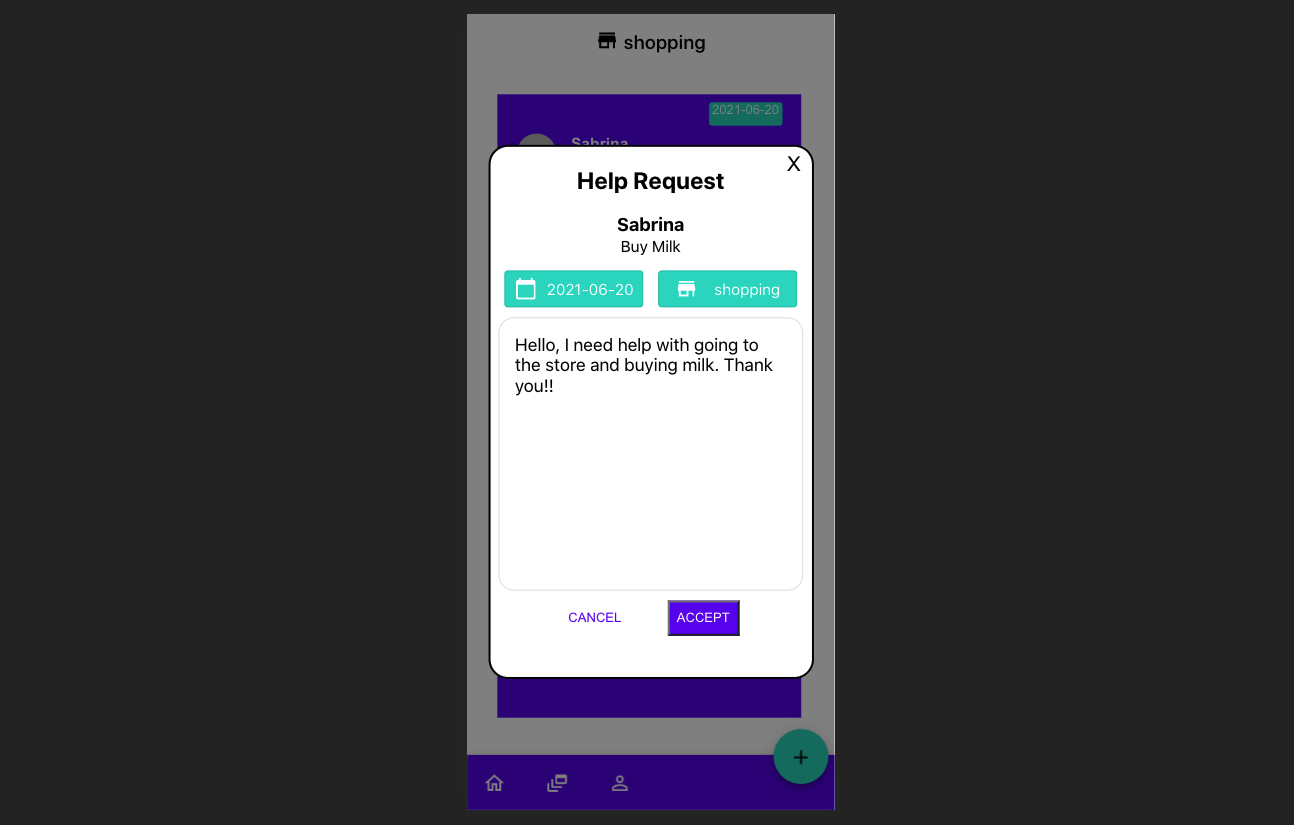 shopping
2021-06-20
Sabrina
X
Help Request
Sabrina
Buy Milk
2021-06-20
shopping
Hello, I need help with going to
the store and buying milk. Thank
you!!
CANCEL
ACCEPT
+